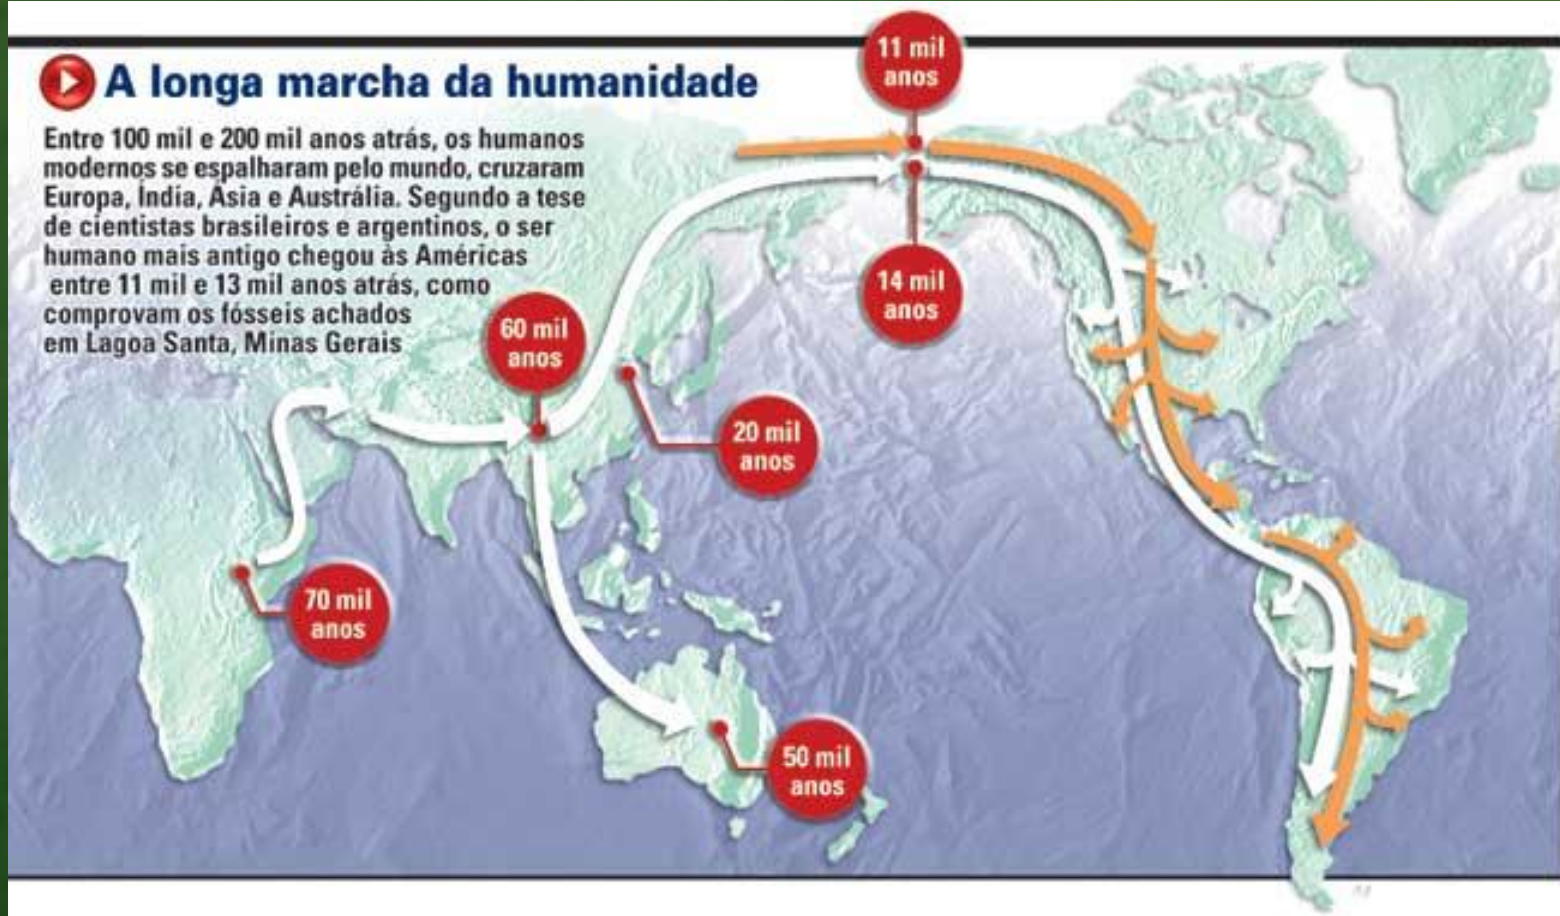 A longa marcha da humanidade
Entre 100 mil e 200 mil anos atrás, os humanos
modernos se espalharam pelo mundo, cruzaram
Europa, Índia, Ásia e Austrália. Segundo a tese
de cientistas brasileiros e argentinos, o ser
humano mais antigo chegou às Américas
entre 11 mil e 13 mil anos atrás, como
comprovam os fósseis achados
em Lagoa Santa, Minas Gerais
11 mil
anos
14 mil
anos
60 mil
anos
20 mil
anos
70 mil
anos
50 mil
anos